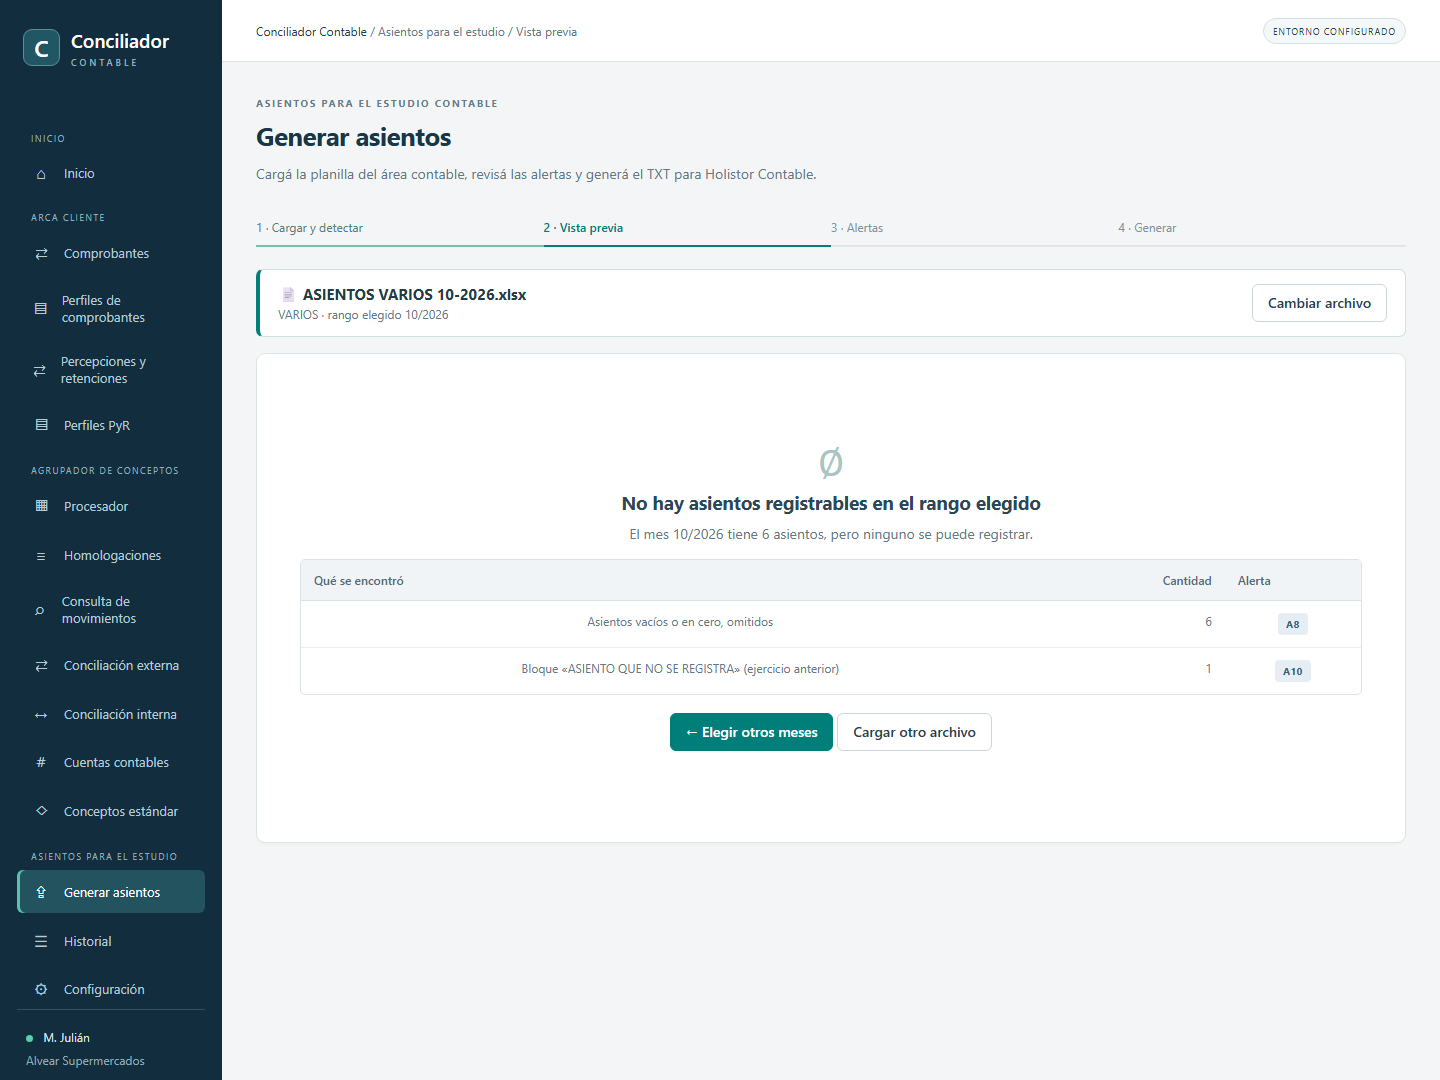 C
Conciliador
CONTABLE
INICIO
Inicio
ARCA CLIENTE
Comprobantes
Perfiles de
comprobantes
Percepciones y
retenciones
Perfiles PyR
AGRUPADOR DE CONCEPTOS
Procesador
Homologaciones
Consulta de
movimientos
Conciliación externa
Conciliación interna
# Cuentas contables
Conceptos estándar
ASIENTOS PARA EL ESTUDIO
Generar asientos
Historial
Configuración
M. Julián
Alvear Supermercados
Conciliador Contable / Asientos para el estudio / Vista previa
ENTORNO CONFIGURADO
ASIENTOS PARA EL ESTUDIO CONTABLE
Generar asientos
Cargá la planilla del área contable, revisá las alertas y generá el TXT para Holistor Contable.
1 · Cargar y detectar
2 · Vista previa
3 · Alertas
4 · Generar
ASIENTOS VARIOS 10-2026.xlsx
VARIOS · rango elegido 10/2026
Cambiar archivo
Ø
No hay asientos registrables en el rango elegido
El mes 10/2026 tiene 6 asientos, pero ninguno se puede registrar.
Qué se encontró Cantidad Alerta
Asientos vacíos o en cero, omitidos 6 A8
Bloque «ASIENTO QUE NO SE REGISTRA» (ejercicio anterior) 1 A10
← Elegir otros meses
Cargar otro archivo